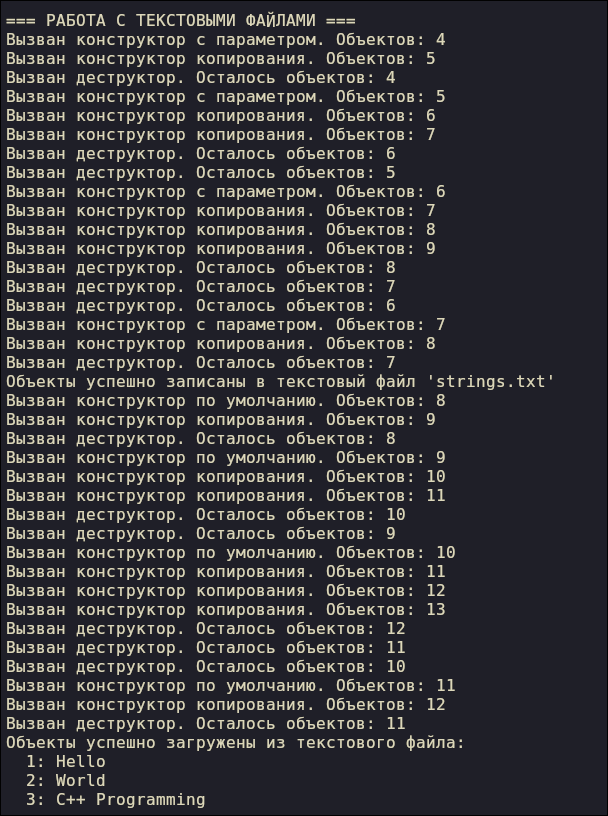 === РАБОТА С ТЕКСТОВЫМИ ФАЙЛАМИ ===
Вызван конструктор с параметром. Объектов: 4
Вызван конструктор копирования. Объектов: 5
Вызван деструктор. Осталось объектов: 4
Вызван конструктор с параметром. Объектов: 5
Вызван конструктор копирования. Объектов: 6
Вызван конструктор копирования. Объектов: 7
Вызван деструктор. Осталось объектов: 6
Вызван деструктор. Осталось объектов: 5
Вызван конструктор с параметром. Объектов: 6
Вызван конструктор копирования. Объектов: 7
Вызван конструктор копирования. Объектов: 8
Вызван конструктор копирования. Объектов: 9
Вызван деструктор. Осталось объектов: 8
Вызван деструктор. Осталось объектов: 7
Вызван деструктор. Осталось объектов: 6
Вызван конструктор с параметром. Объектов: 7
Вызван конструктор копирования. Объектов: 8
Вызван деструктор. Осталось объектов: 7
Объекты успешно записаны в текстовый файл 'strings.txt'
Вызван конструктор по умолчанию. Объектов: 8
Вызван конструктор копирования. Объектов: 9
Вызван деструктор. Осталось объектов: 8
Вызван конструктор по умолчанию. Объектов: 9
Вызван конструктор копирования. Объектов: 10
Вызван конструктор копирования. Объектов: 11
Вызван деструктор. Осталось объектов: 10
Вызван деструктор. Осталось объектов: 9
Вызван конструктор по умолчанию. Объектов: 10
Вызван конструктор копирования. Объектов: 11
Вызван конструктор копирования. Объектов: 12
Вызван конструктор копирования. Объектов: 13
Вызван деструктор. Осталось объектов: 12
Вызван деструктор. Осталось объектов: 11
Вызван деструктор. Осталось объектов: 10
Вызван конструктор по умолчанию. Объектов: 11
Вызван конструктор копирования. Объектов: 12
Вызван деструктор. Осталось объектов: 11
Объекты успешно загружены из текстового файла:
1: Hello
2: World
3: C++ Programming